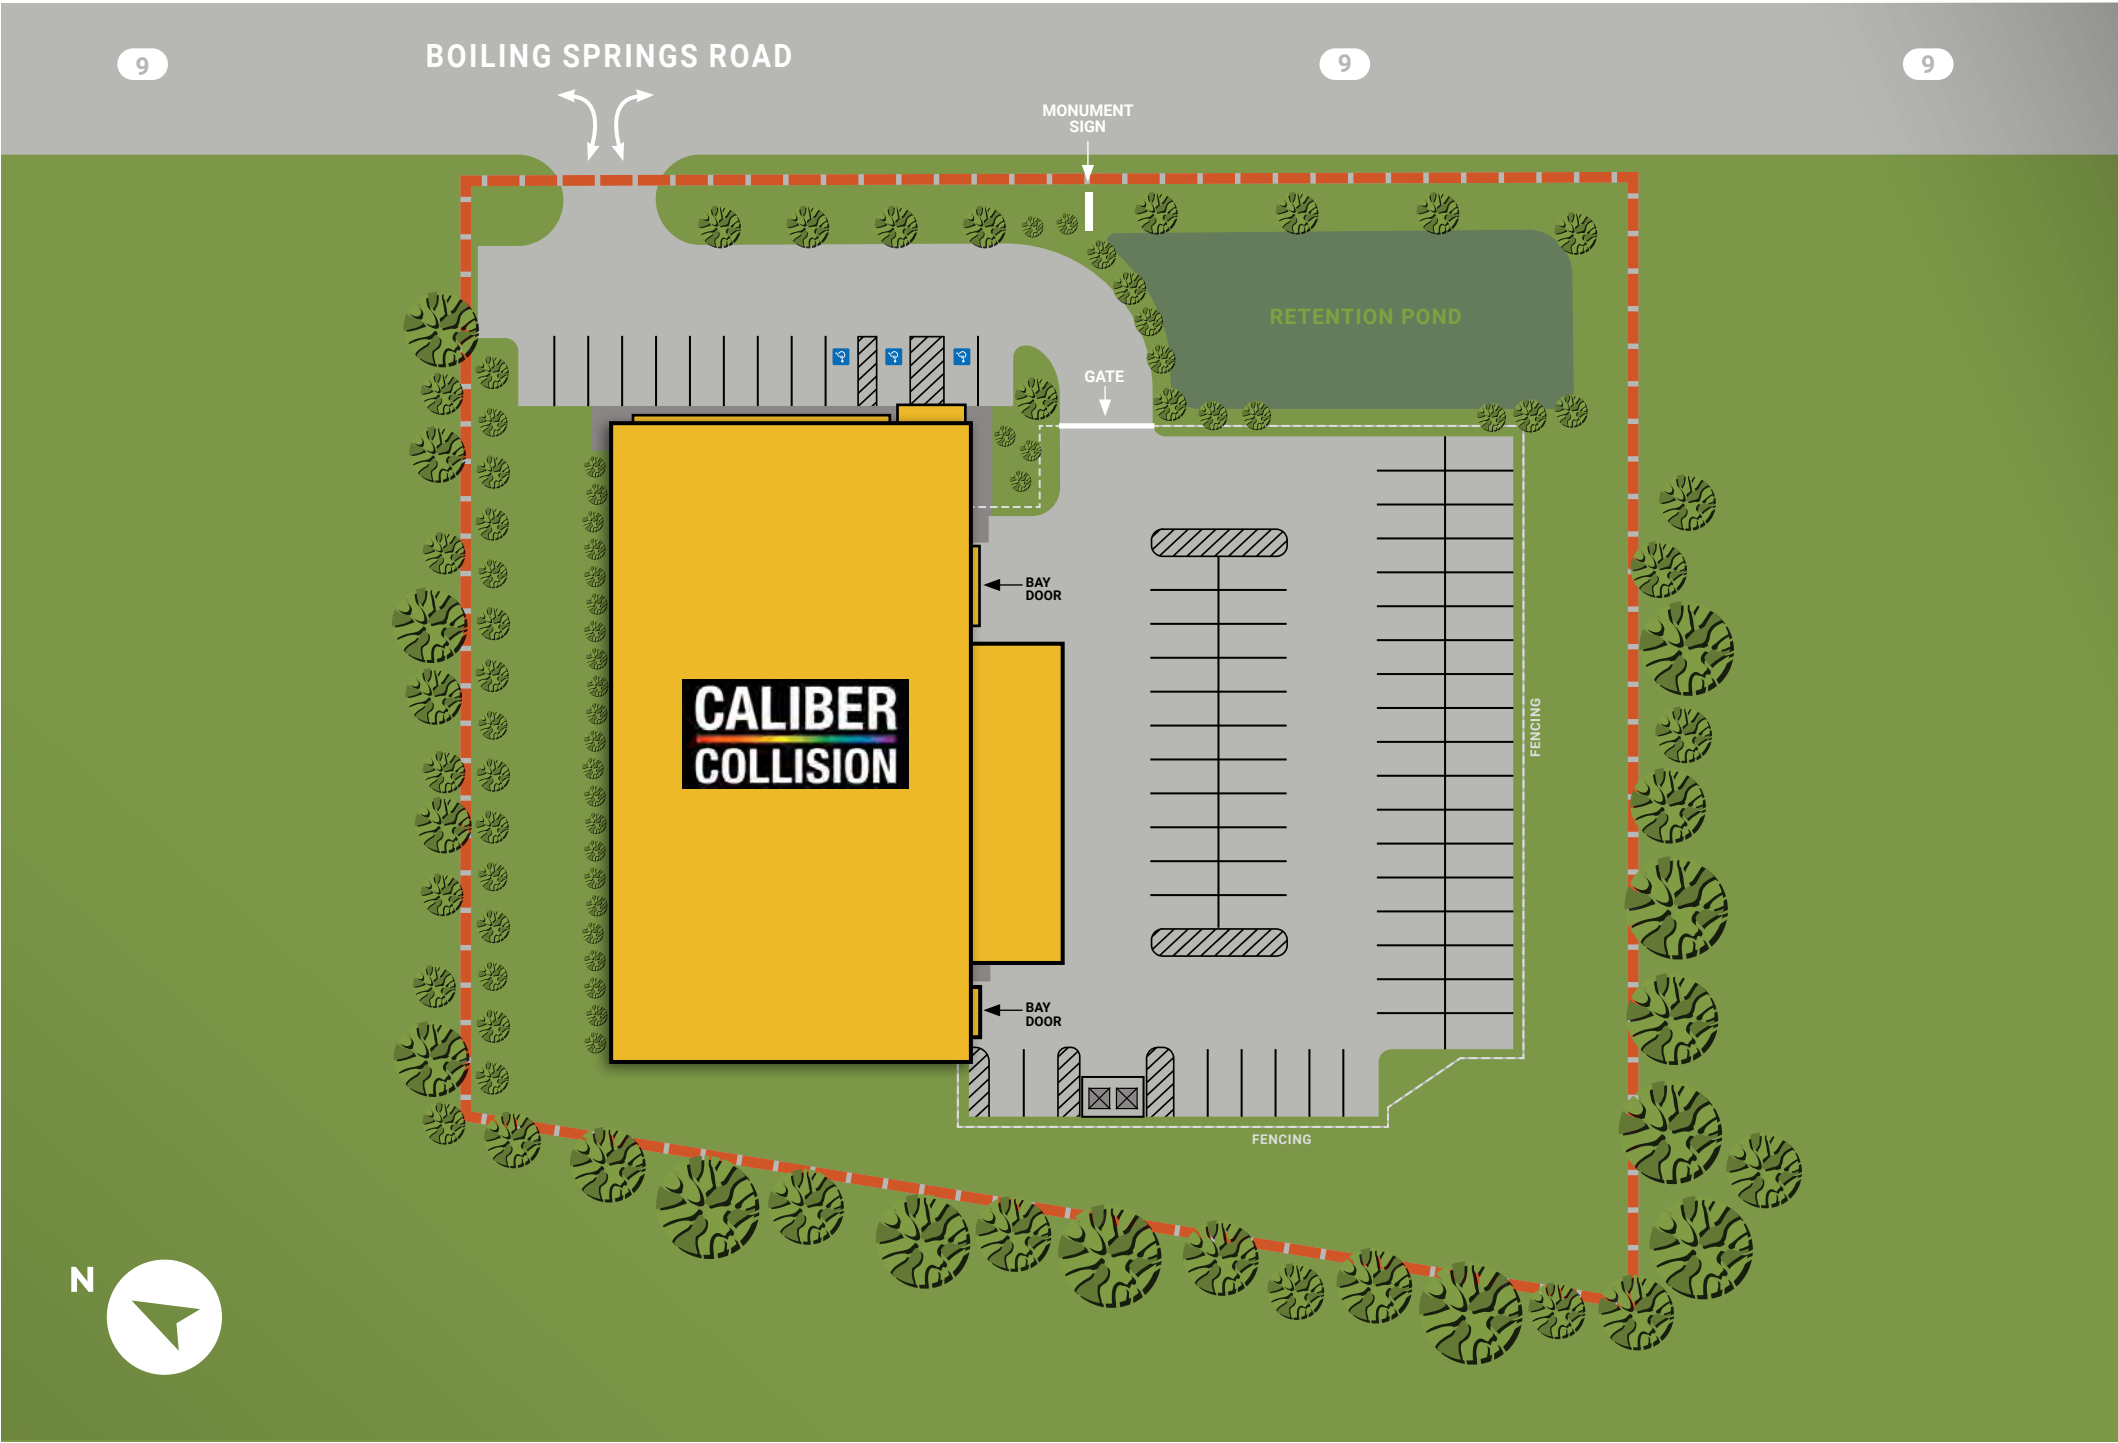 9
BOILING SPRINGS ROAD
9
9
MONUMENT
SIGN
RETENTION POND
GATE
BAY
DOOR
CALIBER
COLLISION
FENCING
BAY
DOOR
FENCING
N